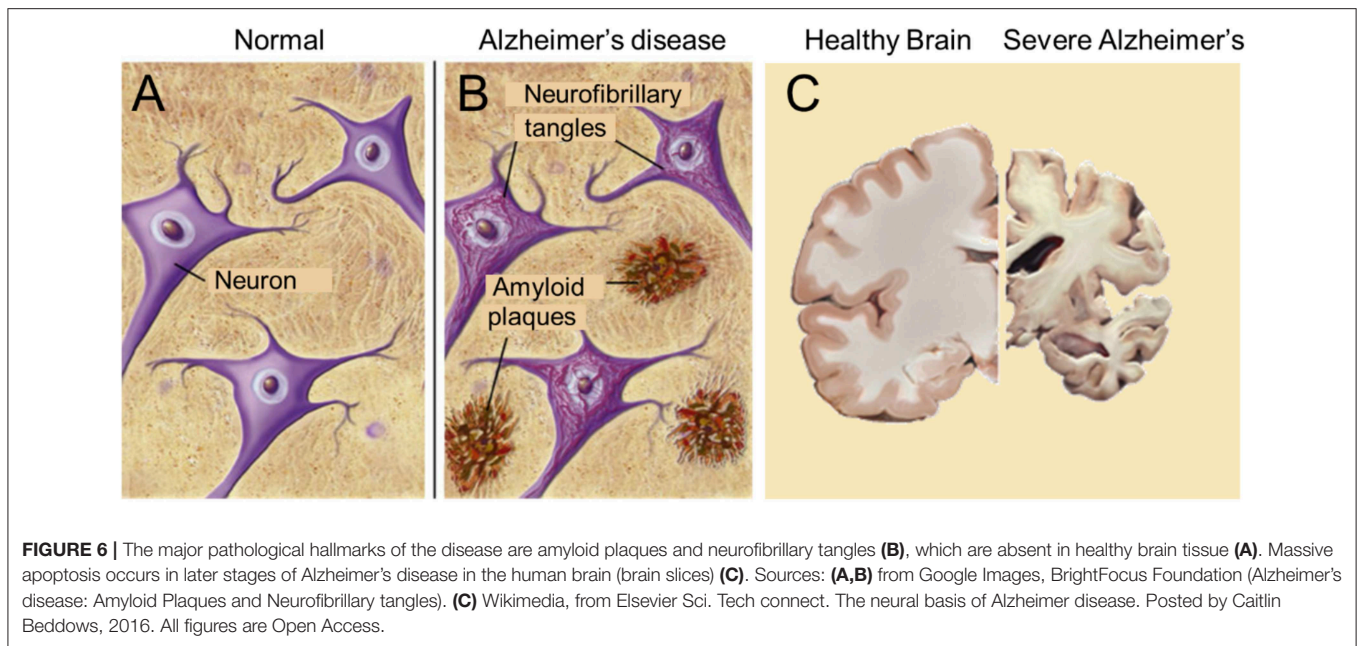 Normal
Alzheimer's disease
Healthy Brain
Severe Alzheimer's
A
Neuron
B
Neurofibrillary
tangles
Amyloid
plaques
C
FIGURE 6 | The major pathological hallmarks of the disease are amyloid plaques and neurofibrillary tangles (B), which are absent in healthy brain tissue (A). Massive
apoptosis occurs in later stages of Alzheimer's disease in the human brain (brain slices) (C). Sources: (A,B) from Google Images, BrightFocus Foundation (Alzheimer's
disease: Amyloid Plaques and Neurofibrillary tangles). (C) Wikimedia, from Elsevier Sci. Tech connect. The neural basis of Alzheimer disease. Posted by Caitlin
Beddows, 2016. All figures are Open Access.